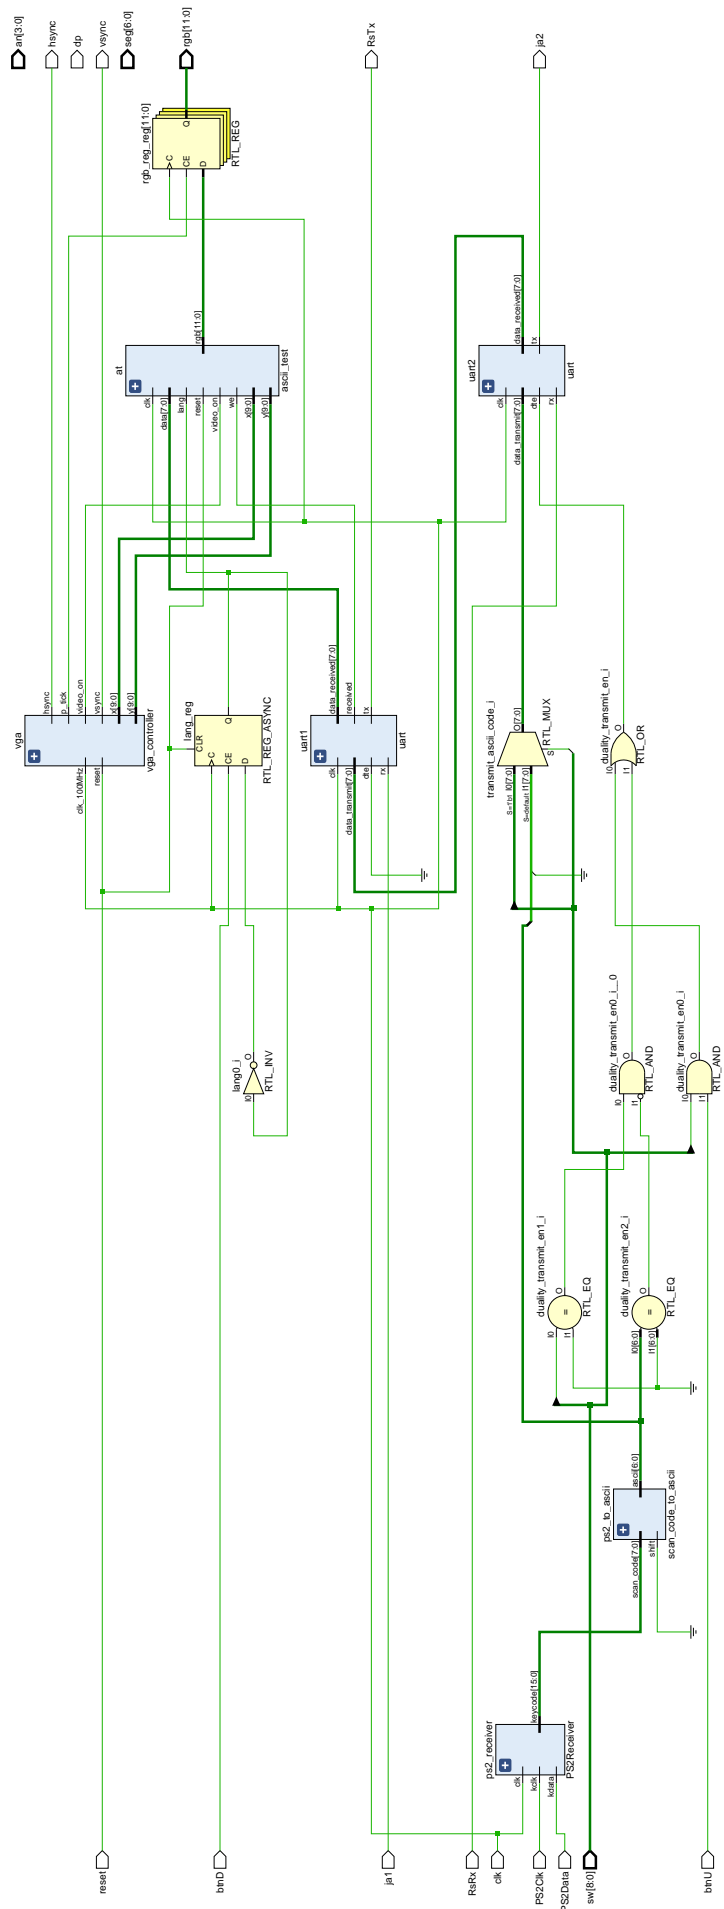 an[3:0]
hsync
dp
vsync
seg[6:0]
rgb[11:0]
RsTx
ja2
rgb_reg_reg[11:0]
C
CE
D
Q
RTL_REG
at
clk
data[7:0]
lang
reset
video_on
we
x[9:0]
y[9:0]
rgb[11:0]
ascii_test
uart2
clk
data_transmit[7:0]
dte
rx
data_received[7:0]
tx
uart
vga
clk_100MHz
reset
hsync
p_tick
video_on
vsync
x[9:0]
y[9:0]
vga_controller
lang_reg
CLR
C
CE
D
Q
RTL_REG_ASYNC
uart1
clk
data_transmit[7:0]
dte
rx
data_received[7:0]
received
tx
uart
transmit_ascii_code_i
S=1'b1 I0[7:0]
S=default I1[7:0]
S
O[7:0]
RTL_MUX
duality_transmit_en_i
I0
I1
O
RTL_OR
lang0_i
I0
O
RTL_INV
duality_transmit_en0_i__0
I0
I1
O
RTL_AND
duality_transmit_en0_i
I0
I1
O
RTL_AND
duality_transmit_en1_i
I0
I1
=
O
RTL_EQ
duality_transmit_en2_i
I0[6:0]
I1[6:0]
=
O
RTL_EQ
ps2_to_ascii
scan_code[7:0]
shift
ascii[6:0]
scan_code_to_ascii
ps2_receiver
clk
kclk
kdata
keycode[15:0]
PS2Receiver
reset
btnD
ja1
RsRx
clk
PS2Clk
PS2Data
sw[8:0]
btnU